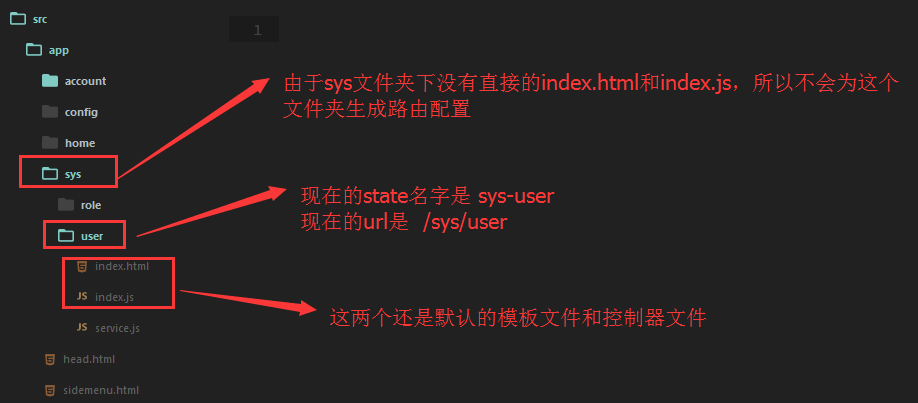 src
1
app
account
由于sys文件夹下没有直接的index.html和index.js，所以不会为这个
文件夹生成路由配置
config
home
sys
现在的state名字是 sys-user
现在的url是 /sys/user
role
user
index.html
JS index.js
这两个还是默认的模板文件和控制器文件
JS service.js
head.html
sidemenu.html